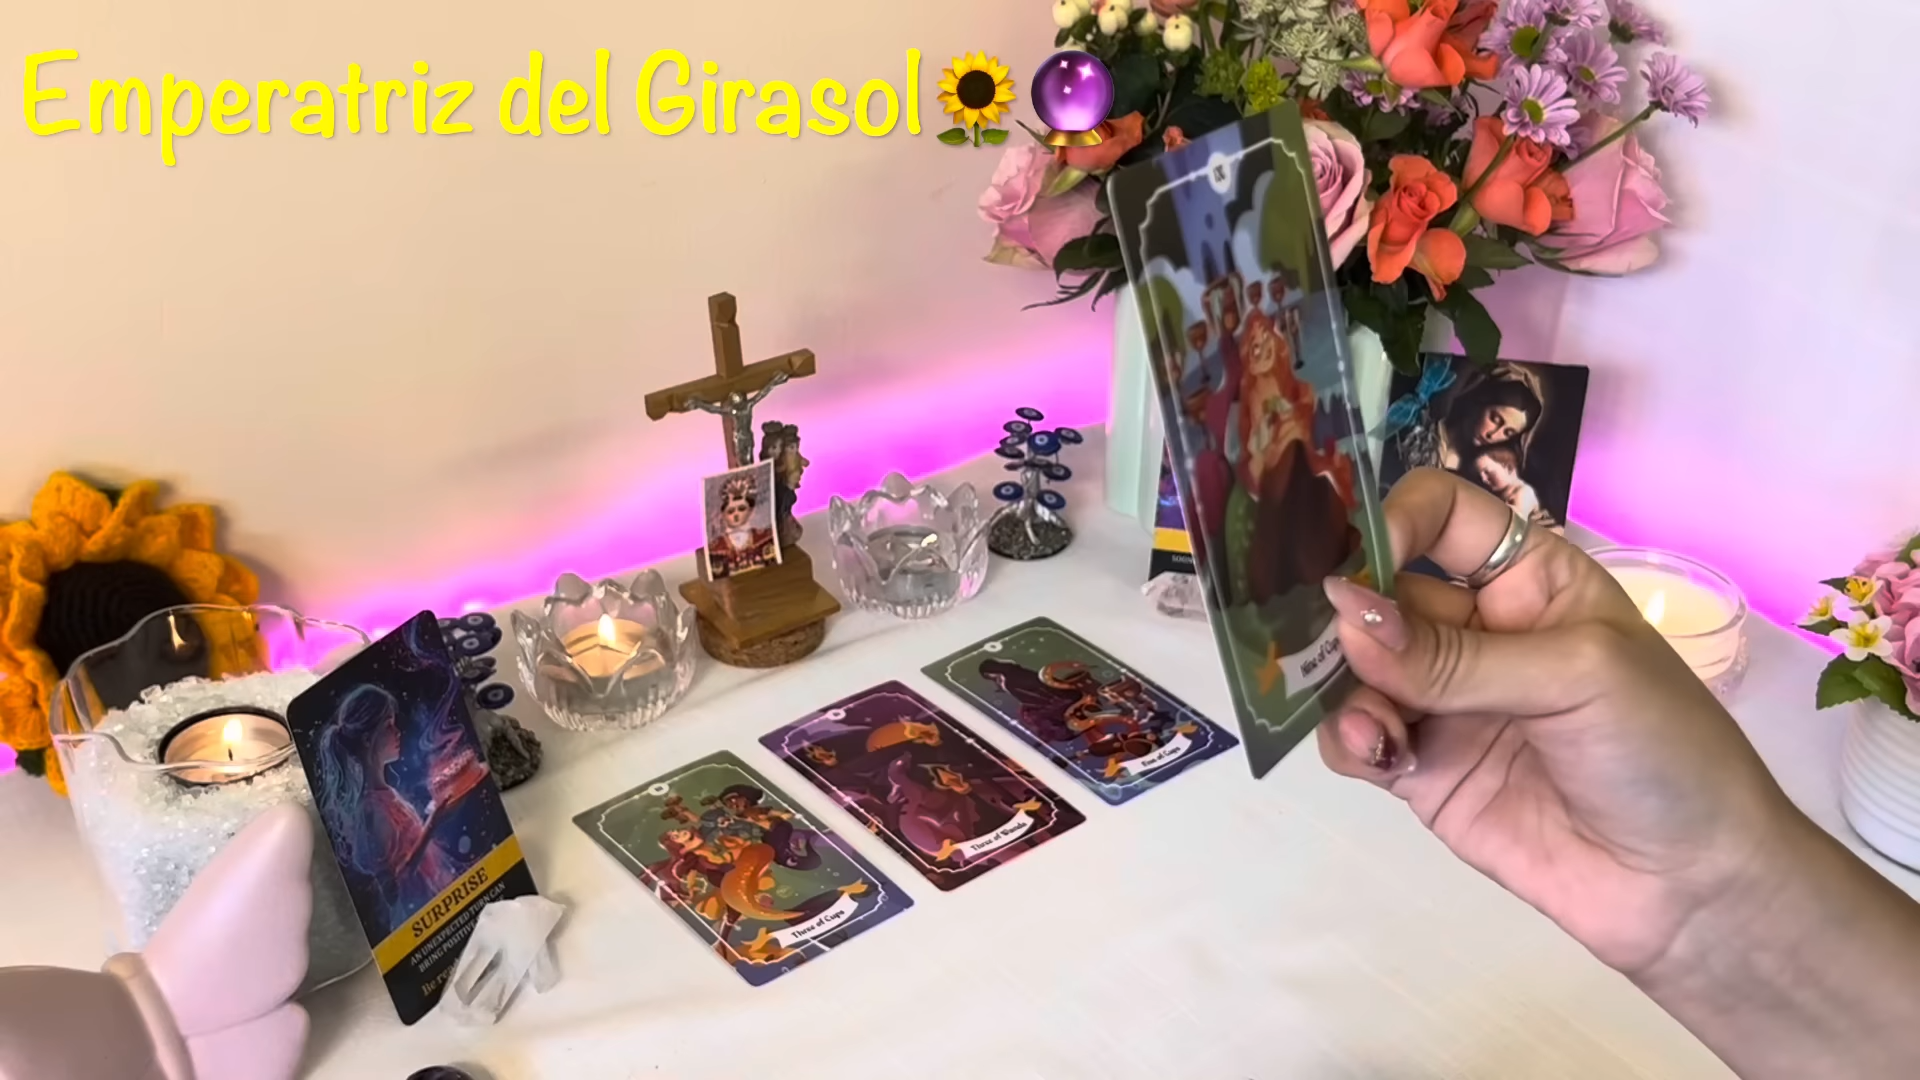 Emperatriz del Girasol🌻🔮
IX
Nine of Cups
Five of Cups
Three of Wands
Three of Cups
SURPRISE
AN UNEXPECTED TURN CAN
BRING POSITIVE